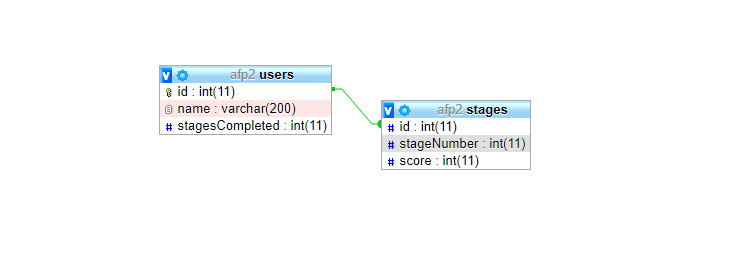 v afp2 users
id : int(11)
name : varchar(200)
# stagesCompleted : int(11)
v afp2 stages
# id : int(11)
# stageNumber : int(11)
# score : int(11)